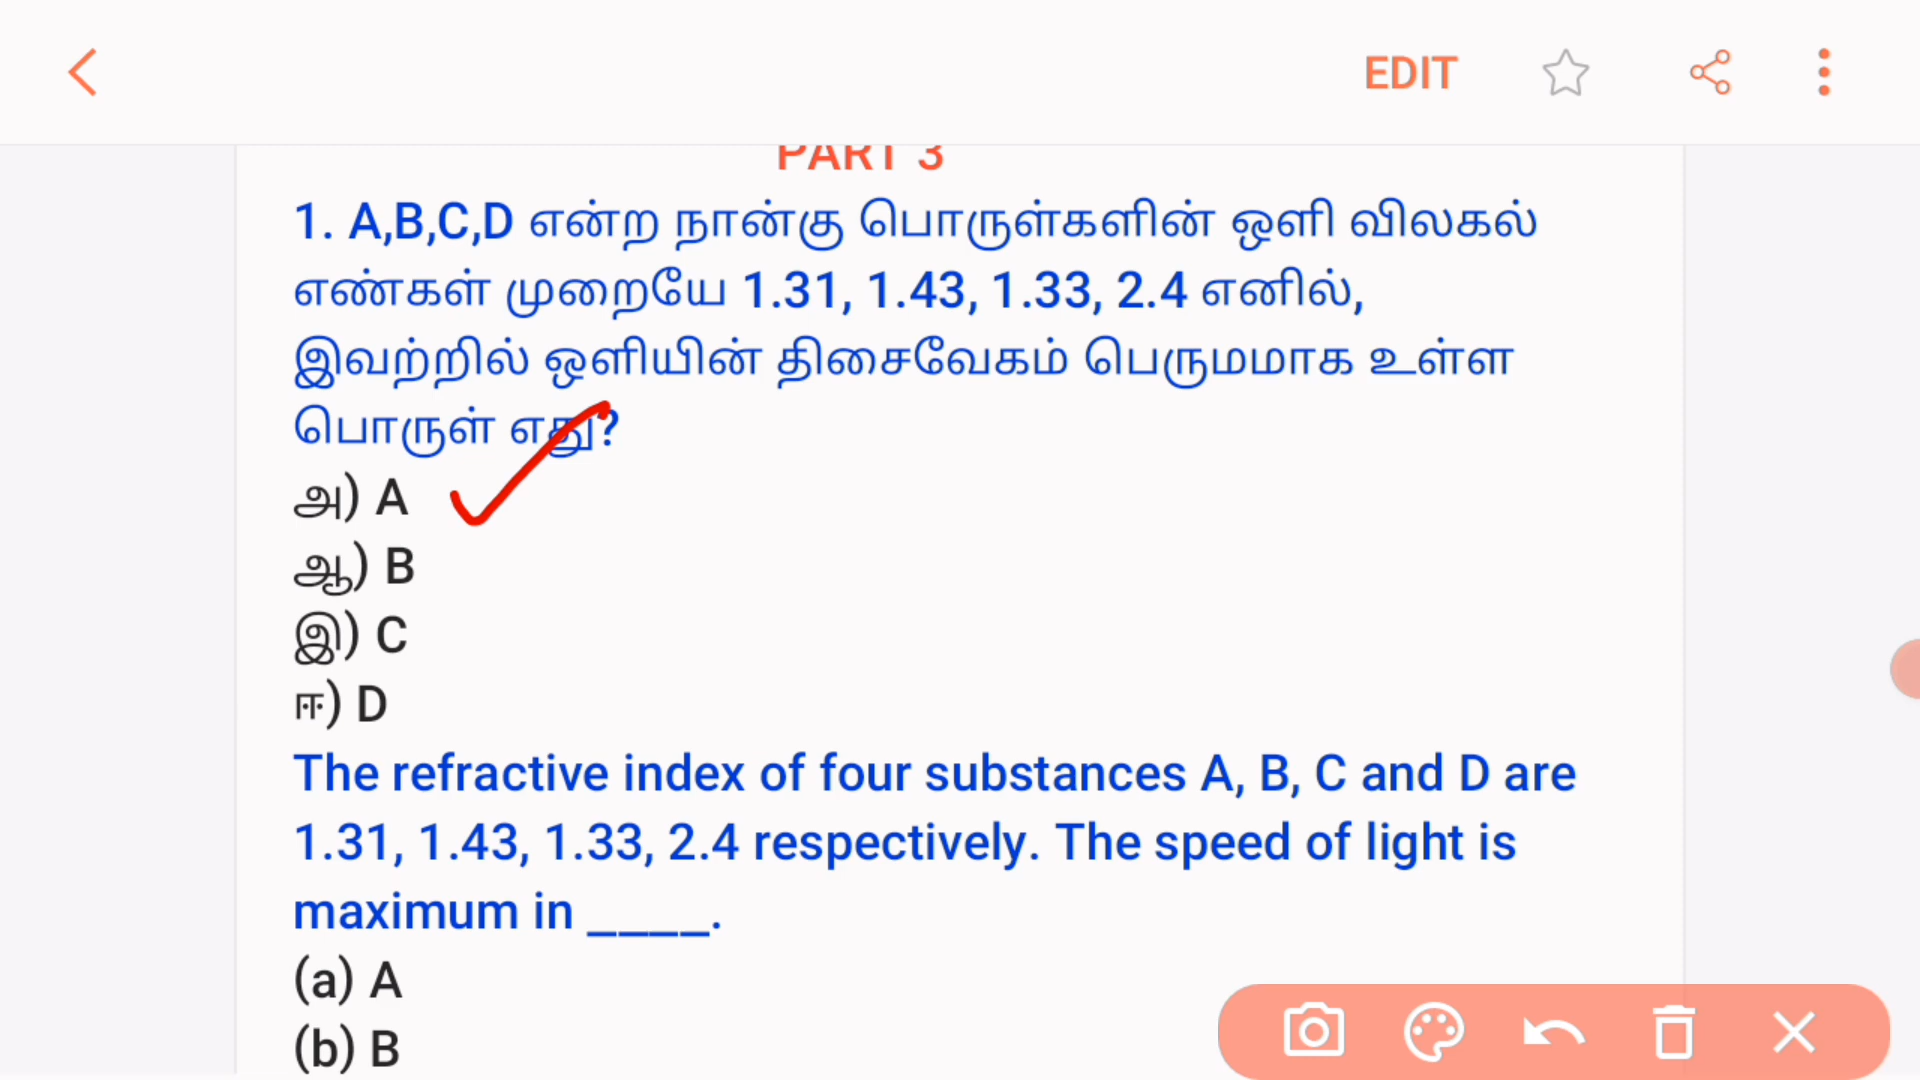 EDIT
PART 3
1. A,B,C,D என்ற நான்கு பொருள்களின் ஒளி விலகல்
எண்கள் முறையே 1.31, 1.43, 1.33, 2.4 எனில்,
இவற்றில் ஒளியின் திசைவேகம் பெருமமாக உள்ள
பொருள் எது?
அ) A
ஆ) B
இ) C
ஈ) D
The refractive index of four substances A, B, C and D are
1.31, 1.43, 1.33, 2.4 respectively. The speed of light is
maximum in ____.
(a) A
(b) B